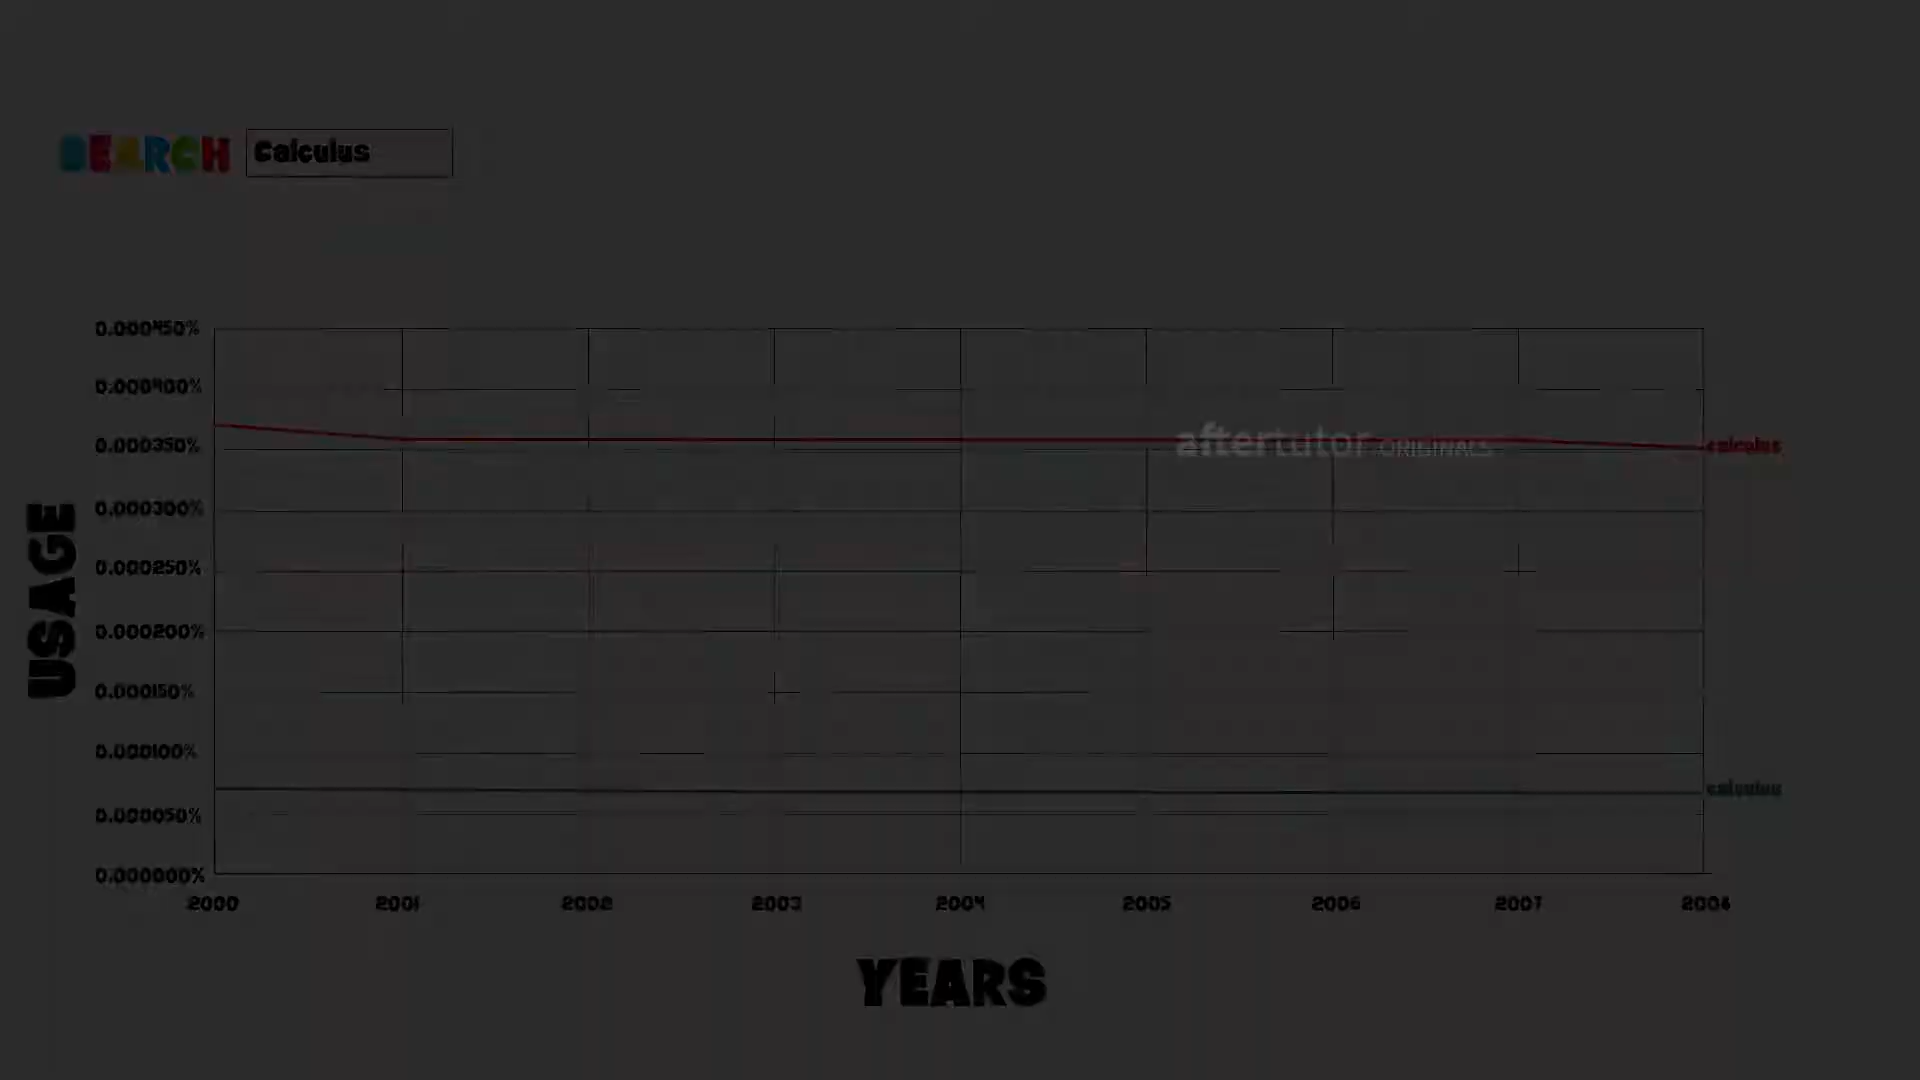 SEARCH Calculus
0.000450%
0.000400%
aftertutor ORIGINALS
0.000350% calculus
0.000300%
0.000250%
USAGE
0.000200%
0.000150%
0.000100%
calculus
0.000050%
0.000000%
2000 2001 2002 2003 2004 2005 2006 2007 2008
YEARS